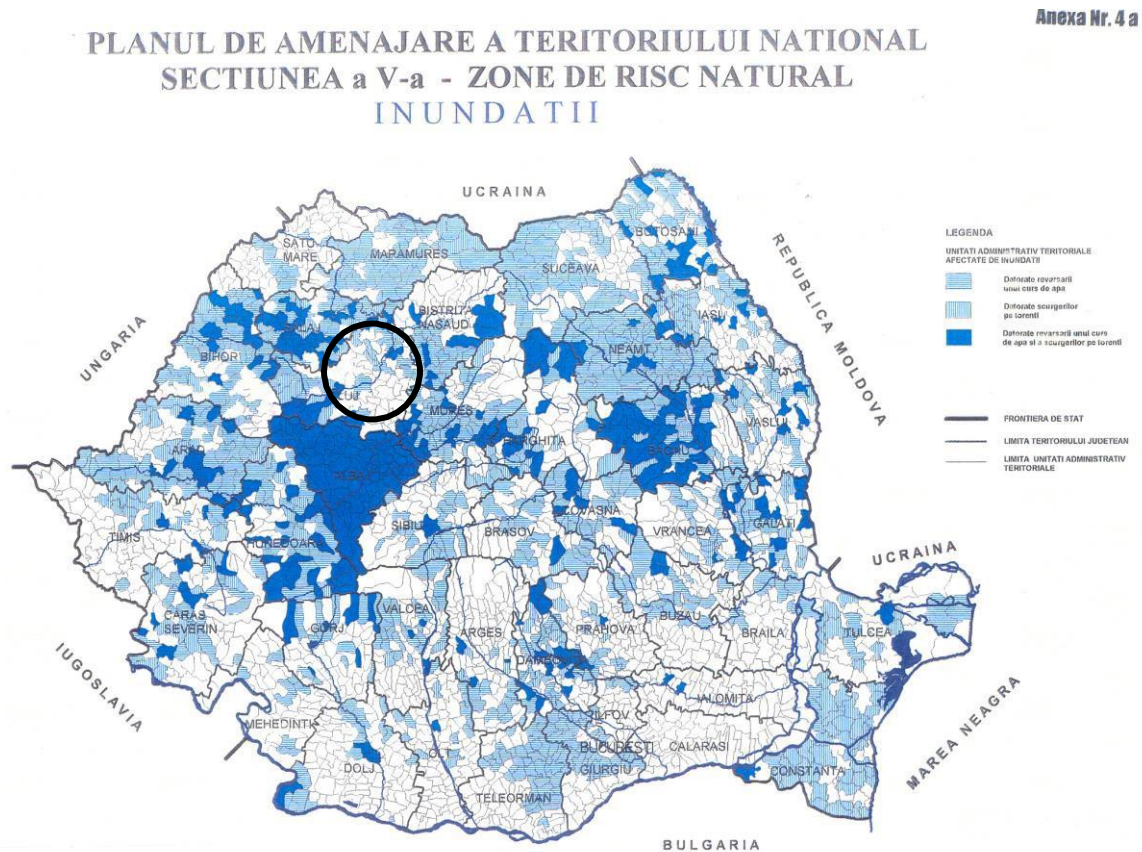 Anexa Nr. 4 a
PLANUL DE AMENAJARE A TERITORIULUI NATIONAL
SECTIUNEA a V-a - ZONE DE RISC NATURAL
INUNDATII
UCRAINA
REPUBLICA MOLDOVA
UNGARIA
LEGENDA
UNITATI ADMINISTRATIV TERITORIALE
AFECTATE DE INUNDATII
Datorate revarsarii
unui curs de apa
Datorate scurgerilor
pe torenti
Datorate revarsarii unui curs
de apa si a scurgerilor pe torenti
FRONTIERA DE STAT
LIMITA TERITORIULUI JUDETEAN
LIMITA UNITATI ADMINISTRATIV
TERITORIALE
SATU
MARE
MARAMURES
SUCEAVA
BOTOSANI
BISTRITA
NASAUD
IASI
BIHOR
NEAMT
MURES
HARGHITA
VASLUI
ARAD
BACAU
TIMIS
SIBIU
BRASOV
COVASNA
VRANCEA
GALATI
HUNEDOARA
UCRAINA
CARAS
SEVERIN
GORJ
VALCEA
ARGES
PRAHOVA
BUZAU
BRAILA
TULCEA
IUGOSLAVIA
IALOMITA
MEHEDINTI
ILFOV
BUCURESTI
CALARASI
DOLJ
GIURGIU
CONSTANTA
TELEORMAN
MAREA NEAGRA
BULGARIA